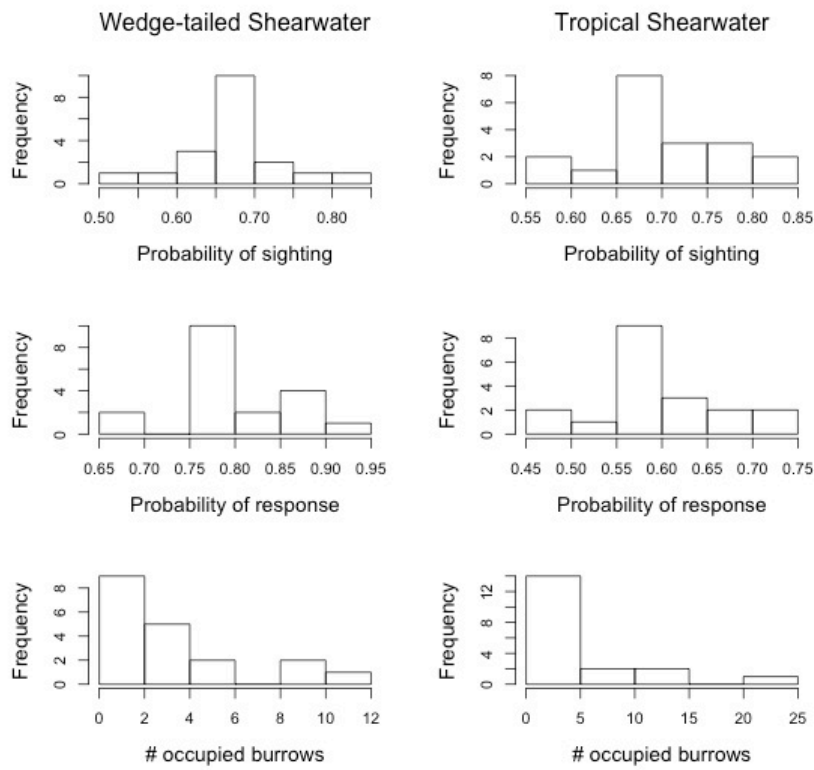 Wedge-tailed Shearwater
Tropical Shearwater
Frequency
0 4 8
0.50 0.60 0.70 0.80
Probability of sighting
Frequency
0 2 4 6 8
0.55 0.60 0.65 0.70 0.75 0.80 0.85
Probability of sighting
Frequency
0 4 8
0.65 0.70 0.75 0.80 0.85 0.90 0.95
Probability of response
Frequency
0 2 4 6 8
0.45 0.50 0.55 0.60 0.65 0.70 0.75
Probability of response
Frequency
0 2 4 6 8
0 2 4 6 8 10 12
# occupied burrows
Frequency
0 4 8 12
0 5 10 15 20 25
# occupied burrows